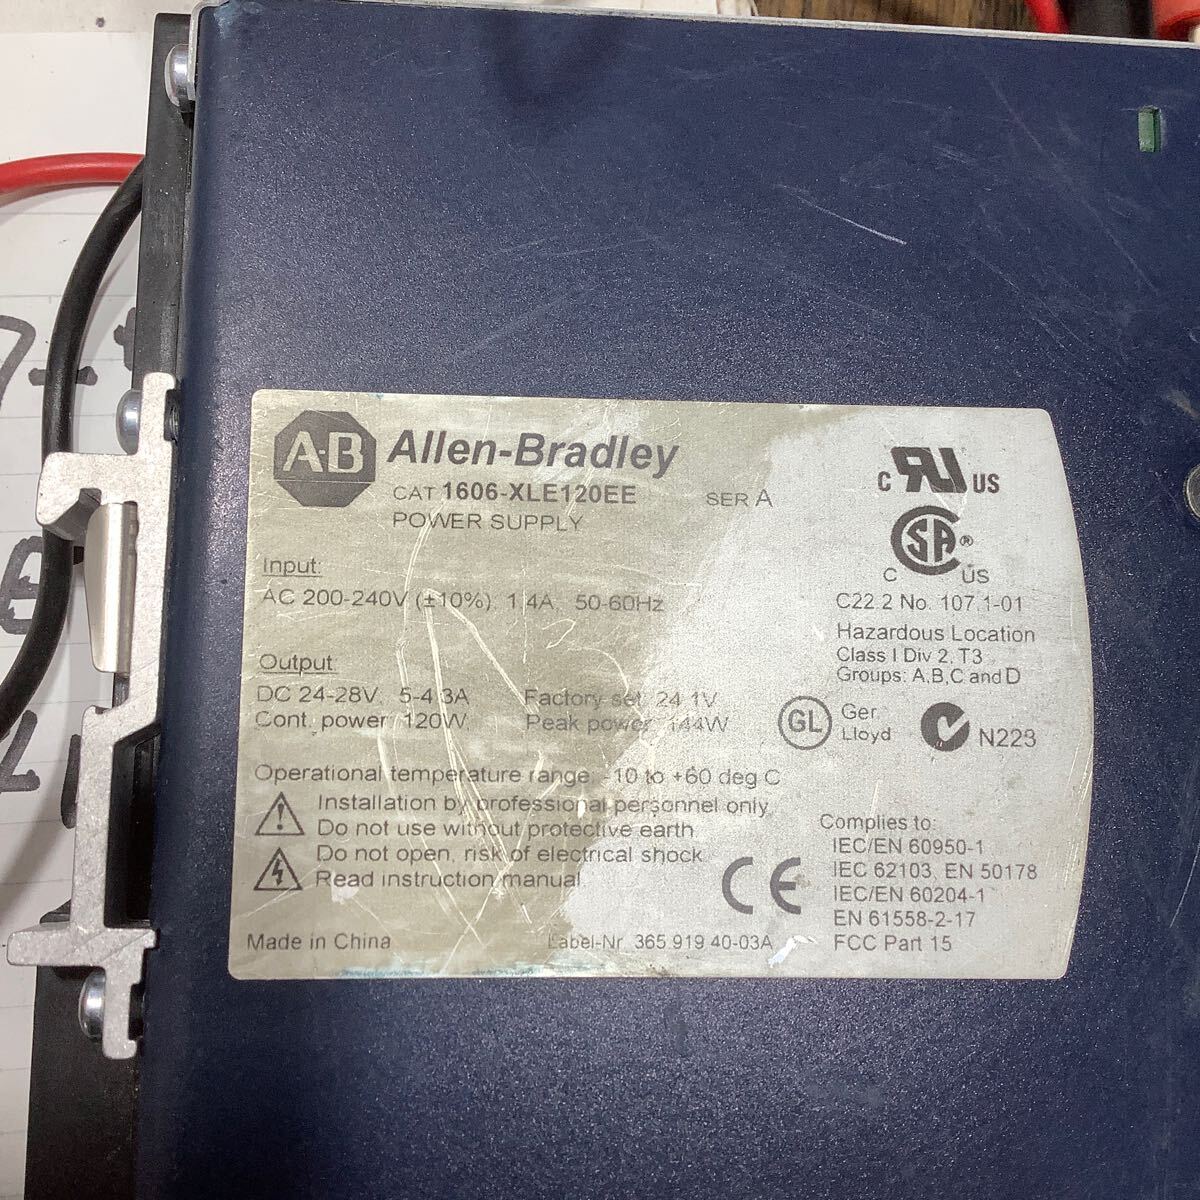 A·B Allen-Bradley
CAT 1606-XLE120EE SER A
POWER SUPPLY
Input:
AC 200-240V (±10%), 1,4A, 50-60Hz
Output:
DC 24-28V, 5-4.3A Factory set: 24.1V
Cont. power: 120W, Peak power: 144W
Operational temperature range: -10 to +60 deg C
Installation by professional personnel only,
Do not use without protective earth
Do not open, risk of electrical shock
Read instruction manual
Made in China
Label-Nr. 365 919 40-03A
C RU US
CSA®
C US
C22.2 No. 107.1-01
Hazardous Location
Class I Div 2, T3
Groups: A,B,C and D
GL Ger.
Lloyd
N223
CE
Complies to:
IEC/EN 60950-1
IEC 62103, EN 50178
IEC/EN 60204-1
EN 61558-2-17
FCC Part 15